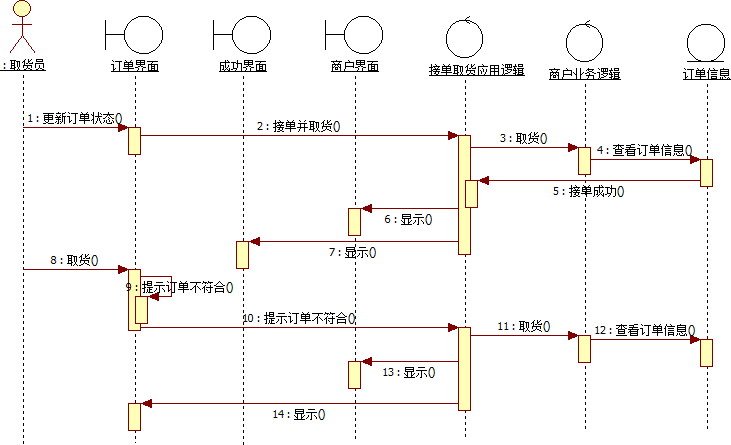 ：取货员
订单界面
成功界面
商户界面
接单取货应用逻辑
商户业务逻辑
订单信息
1：更新订单状态()
2：接单并取货()
3：取货()
4：查看订单信息()
5：接单成功()
6：显示()
7：显示()
8：取货()
9：提示订单不符合()
10：提示订单不符合()
11：取货()
12：查看订单信息()
13：显示()
14：显示()